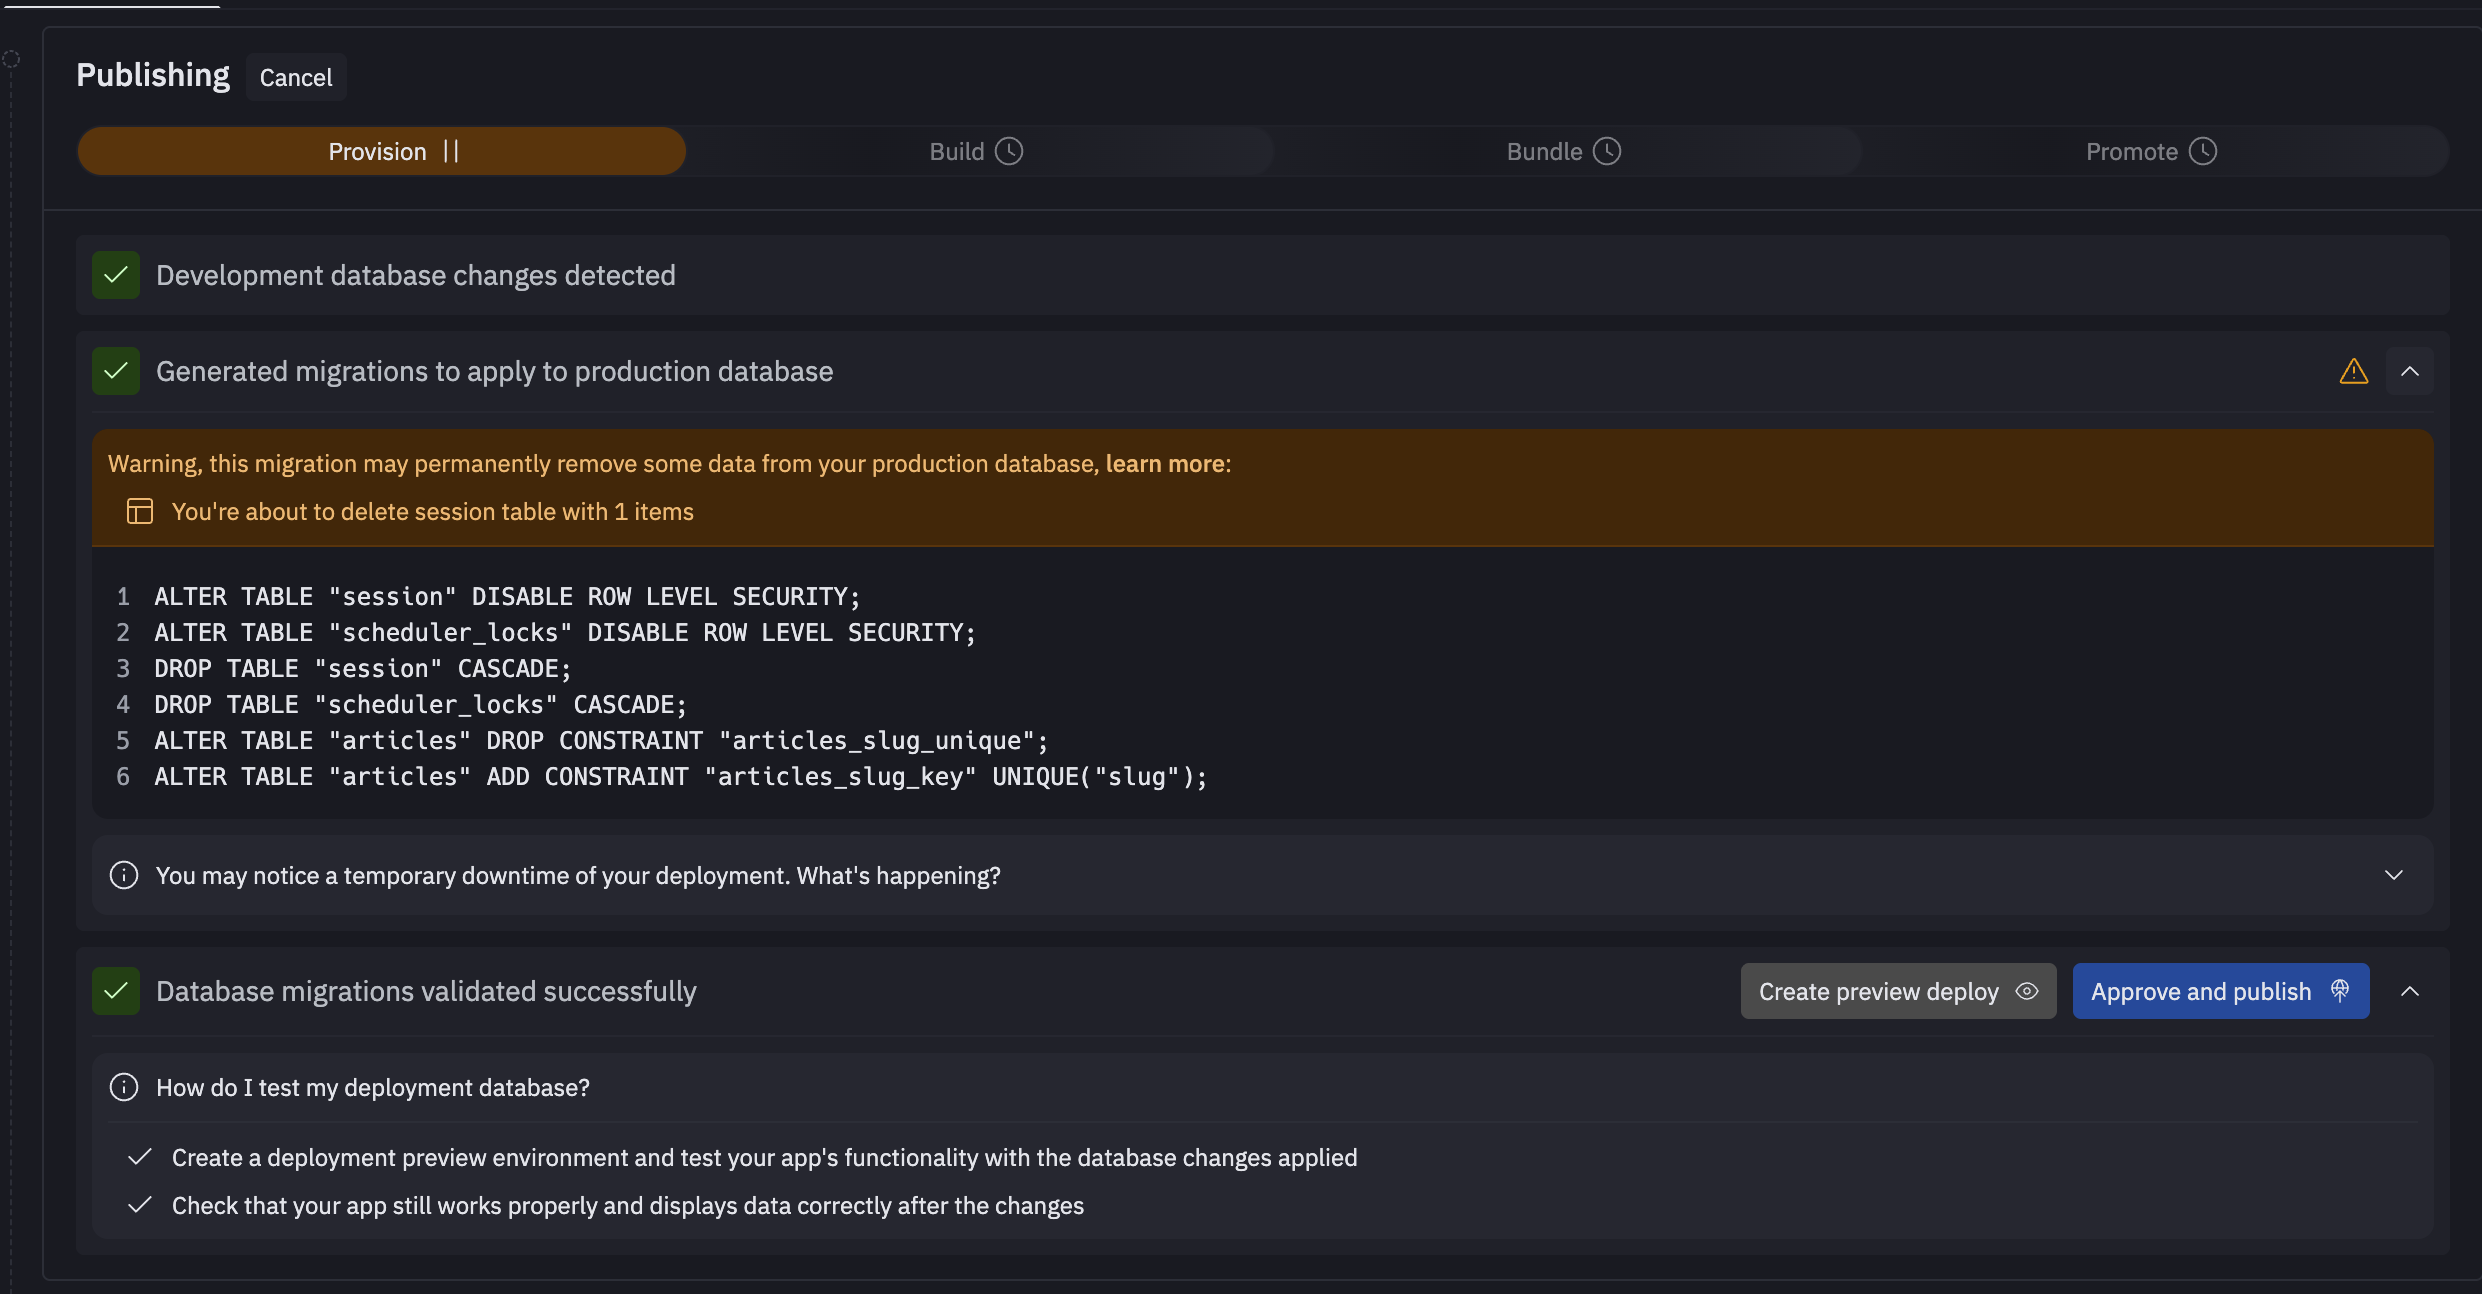 Publishing Cancel
Provision Build Bundle Promote
Development database changes detected
Generated migrations to apply to production database
Warning, this migration may permanently remove some data from your production database, learn more:
You're about to delete session table with 1 items
1 ALTER TABLE "session" DISABLE ROW LEVEL SECURITY;
2 ALTER TABLE "scheduler_locks" DISABLE ROW LEVEL SECURITY;
3 DROP TABLE "session" CASCADE;
4 DROP TABLE "scheduler_locks" CASCADE;
5 ALTER TABLE "articles" DROP CONSTRAINT "articles_slug_unique";
6 ALTER TABLE "articles" ADD CONSTRAINT "articles_slug_key" UNIQUE("slug");
You may notice a temporary downtime of your deployment. What's happening?
Database migrations validated successfully Create preview deploy Approve and publish
How do I test my deployment database?
Create a deployment preview environment and test your app's functionality with the database changes applied
Check that your app still works properly and displays data correctly after the changes